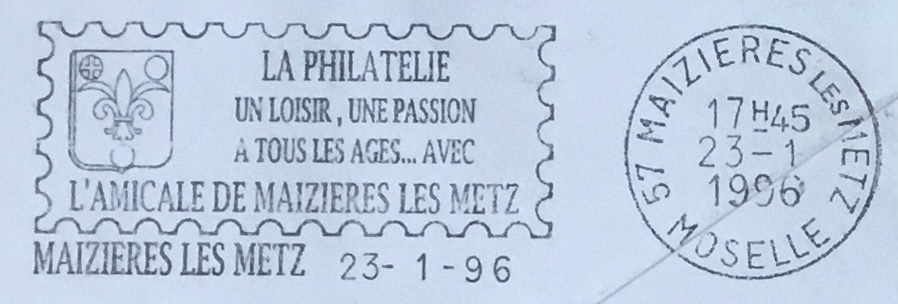 LA PHILATELIE
UN LOISIR, UNE PASSION
A TOUS LES AGES... AVEC
L'AMICALE DE MAIZIERES LES METZ
MAIZIERES LES METZ 23-1-96
57 MAIZIERES LES METZ
17H45
23-1
1996
MOSELLE